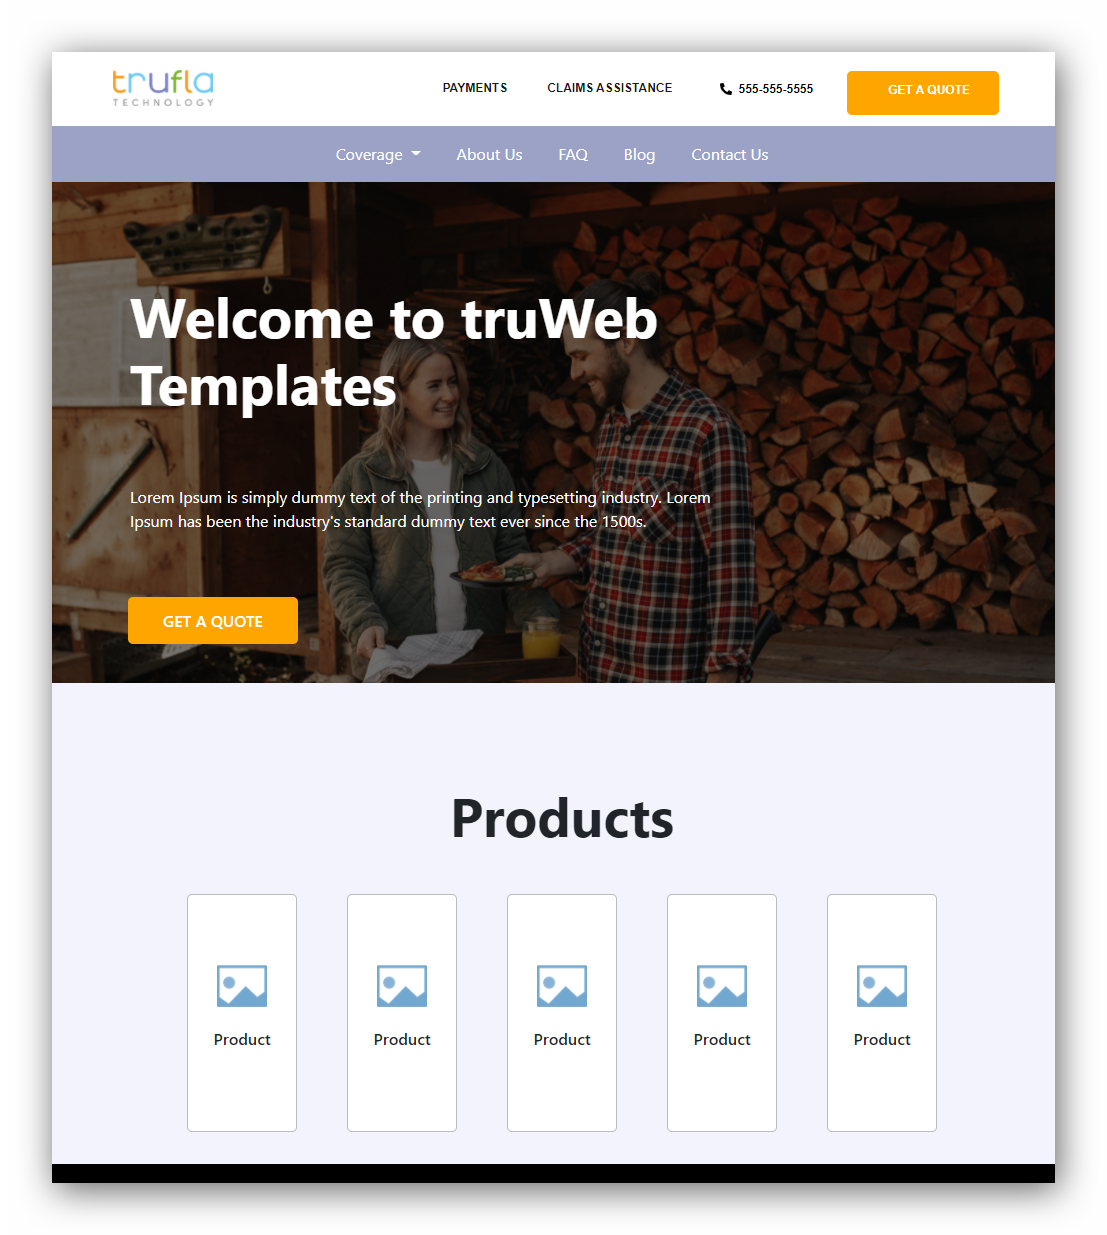 trufla
TECHNOLOGY
PAYMENTS
CLAIMS ASSISTANCE
555-555-5555
GET A QUOTE
Coverage
About Us
FAQ
Blog
Contact Us
Welcome to truWeb
Templates
Lorem Ipsum is simply dummy text of the printing and typesetting industry. Lorem
Ipsum has been the industry's standard dummy text ever since the 1500s.
GET A QUOTE
Products
Product
Product
Product
Product
Product